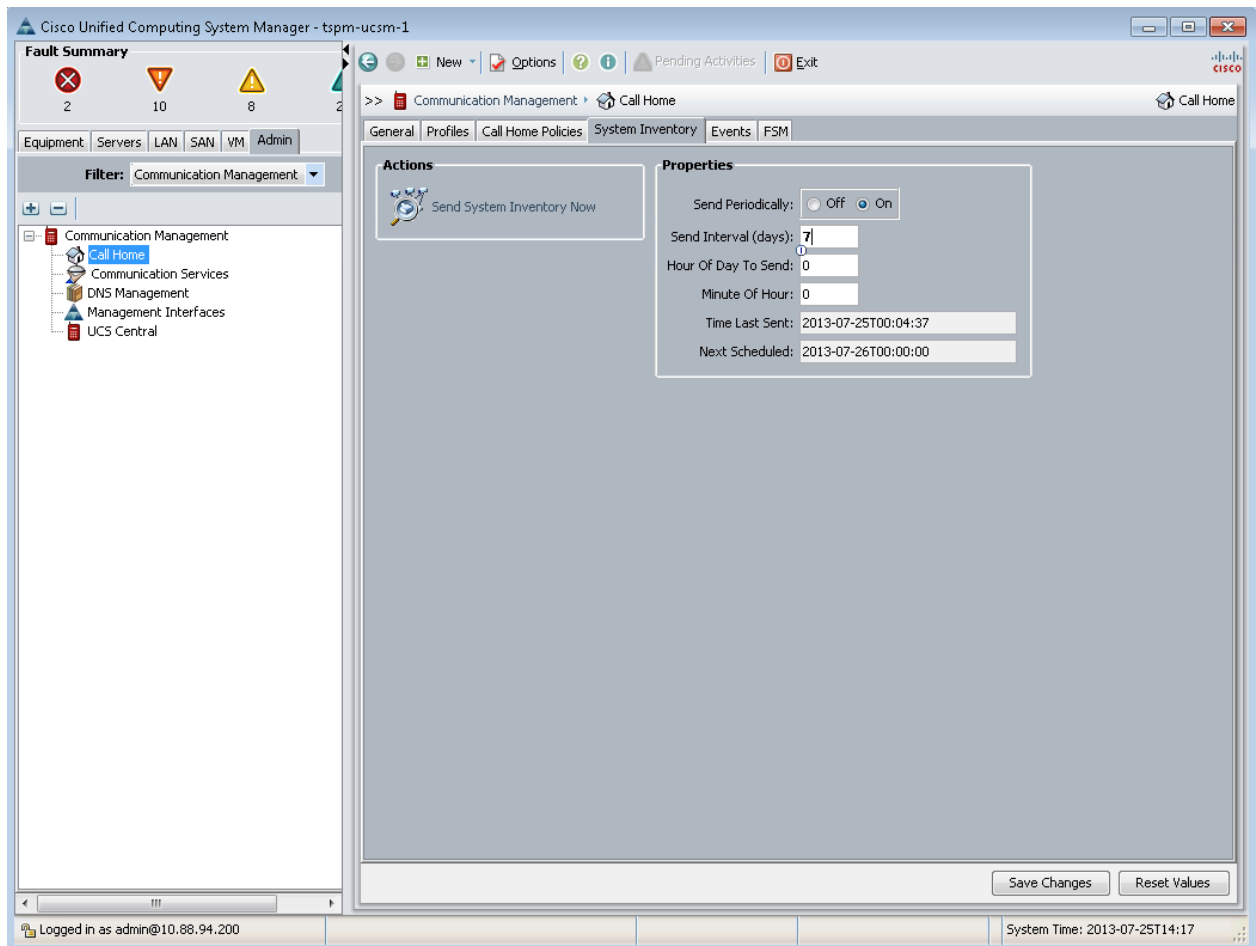 Cisco Unified Computing System Manager - tspm-ucsm-1
Fault Summary
2 10 8 2
New Options Pending Activities Exit
cisco
>> Communication Management Call Home
Call Home
Equipment Servers LAN SAN VM Admin
Filter: Communication Management
Communication Management
Call Home
Communication Services
DNS Management
Management Interfaces
UCS Central
General Profiles Call Home Policies System Inventory Events FSM
Actions
Send System Inventory Now
Properties
Send Periodically: Off On
Send Interval (days): 7
Hour Of Day To Send: 0
Minute Of Hour: 0
Time Last Sent: 2013-07-25T00:04:37
Next Scheduled: 2013-07-26T00:00:00
Save Changes Reset Values
Logged in as admin@10.88.94.200
System Time: 2013-07-25T14:17